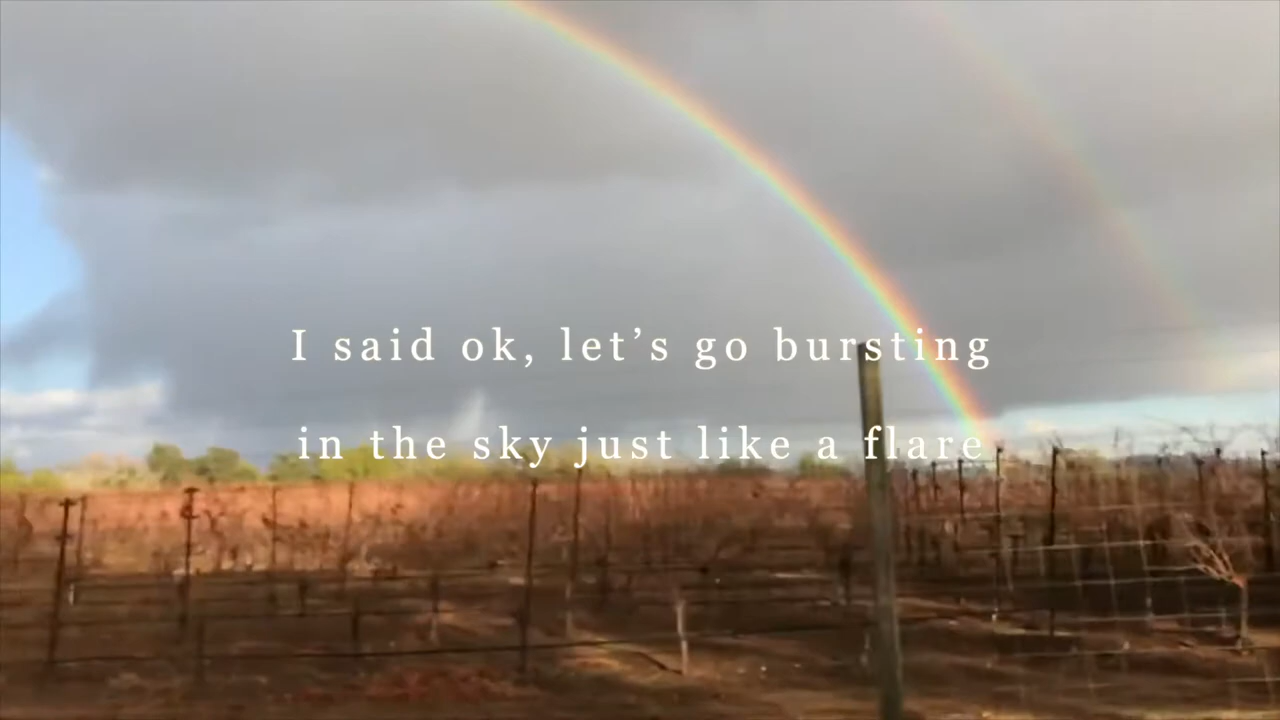 I said ok, let’s go bursting
in the sky just like a flare